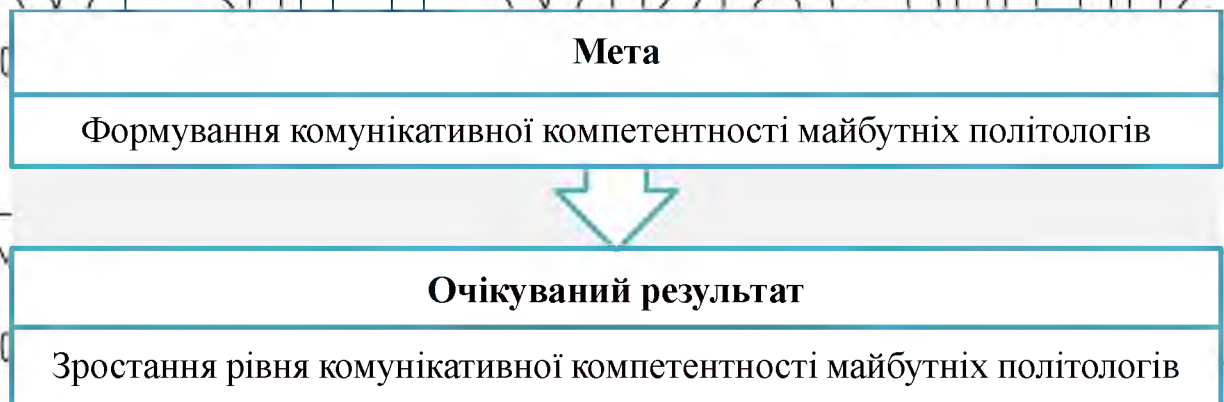 Мета
Формування комунікативної компетентності майбутніх політологів
Очікуваний результат
Зростання рівня комунікативної компетентності майбутніх політологів